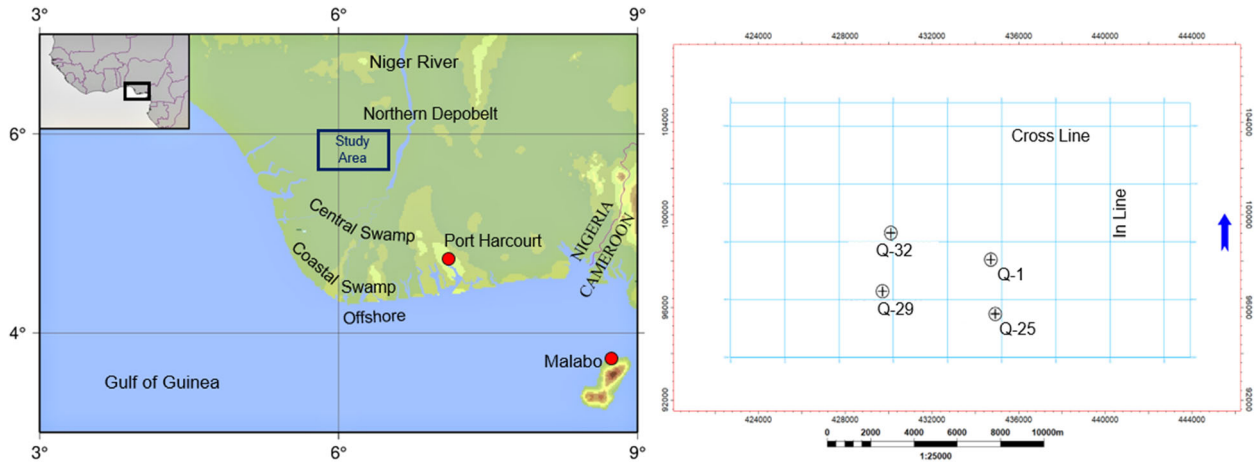 3°
6°
9°
Niger River
Northern Depobelt
6°
6°
Study
Area
Central Swamp
Port Harcourt
NIGERIA
CAMEROON
Coastal Swamp
Offshore
4°
4°
Malabo
Gulf of Guinea
3°
6°
9°
424000
428000
432000
436000
440000
444000
104000
104000
Cross Line
In Line
100000
100000
Q-32
Q-1
Q-29
Q-25
96000
96000
92000
92000
424000
428000
432000
436000
440000
444000
0
2000
4000
6000
8000
10000m
1:25000